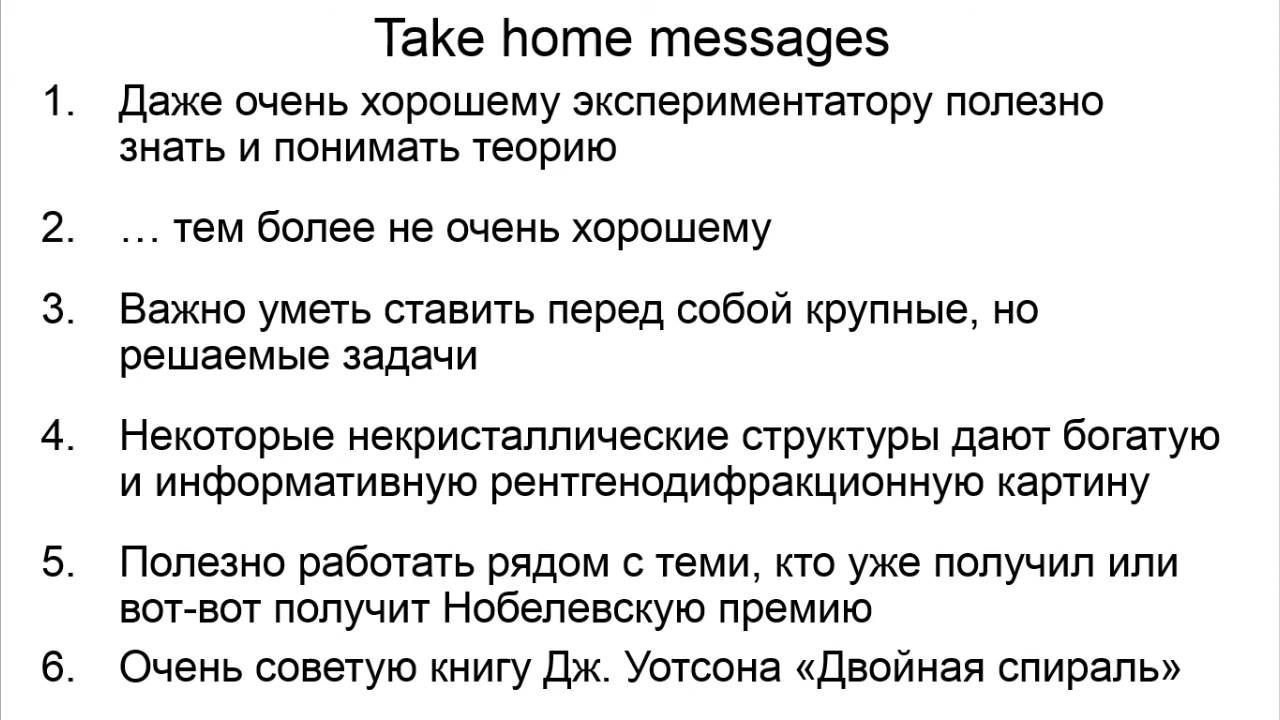 Take home messages
1. Даже очень хорошему экспериментатору полезно
знать и понимать теорию
2. … тем более не очень хорошему
3. Важно уметь ставить перед собой крупные, но
решаемые задачи
4. Некоторые некристаллические структуры дают богатую
и информативную рентгенодифракционную картину
5. Полезно работать рядом с теми, кто уже получил или
вот-вот получит Нобелевскую премию
6. Очень советую книгу Дж. Уотсона «Двойная спираль»